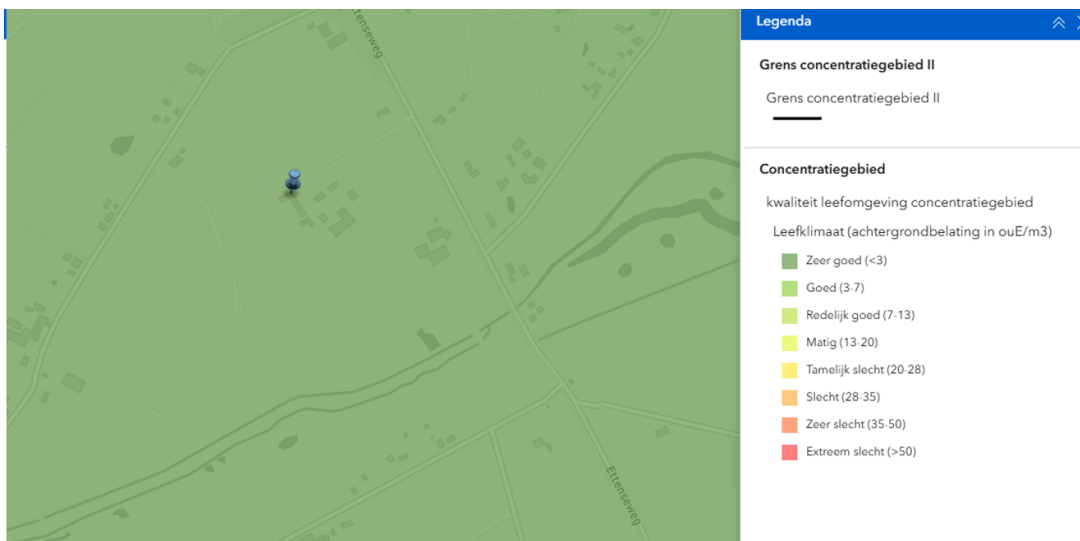 Ettenseweg
Ettenseweg
Legenda
Grens concentratiegebied II
Grens concentratiegebied II
Concentratiegebied
kwaliteit leefomgeving concentratiegebied
Leefklimaat (achtergrondbelating in ouE/m3)
Zeer goed (<3)
Goed (3-7)
Redelijk goed (7-13)
Matig (13-20)
Tamelijk slecht (20-28)
Slecht (28-35)
Zeer slecht (35-50)
Extreem slecht (>50)